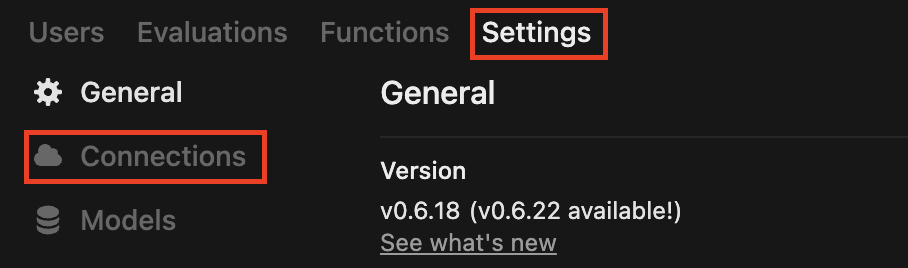 Users Evaluations Functions Settings
General
Connections
Models
General
Version
v0.6.18 (v0.6.22 available!)
See what's new